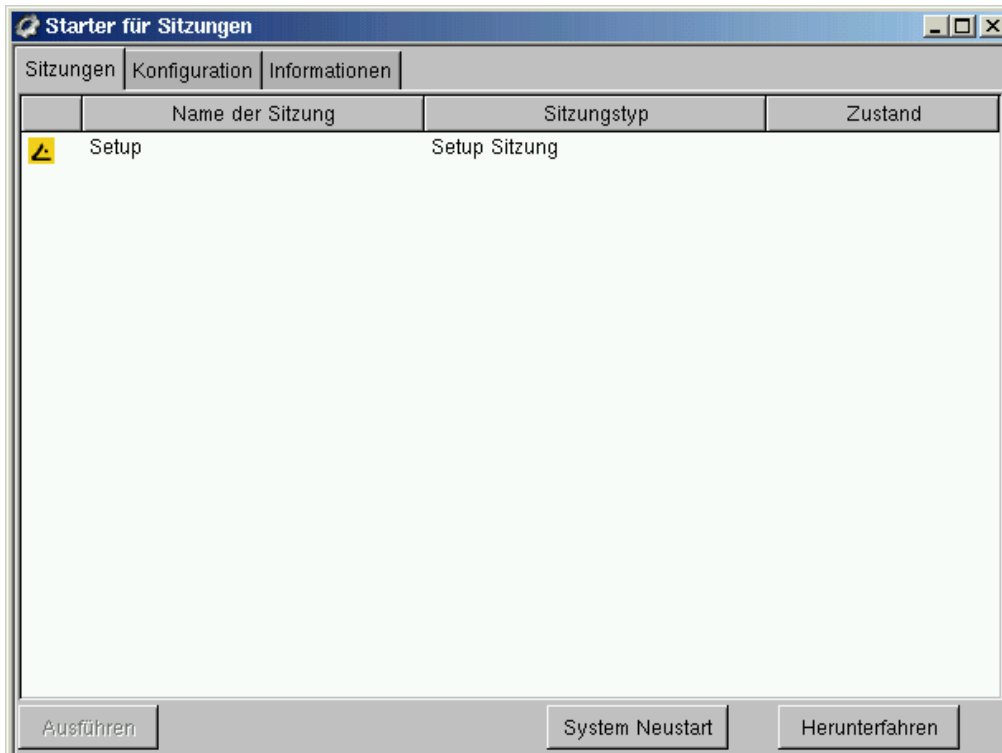 Starter für Sitzungen
Sitzungen Konfiguration Informationen
Name der Sitzung Sitzungstyp Zustand
Setup Setup Sitzung
Ausführen System Neustart Herunterfahren